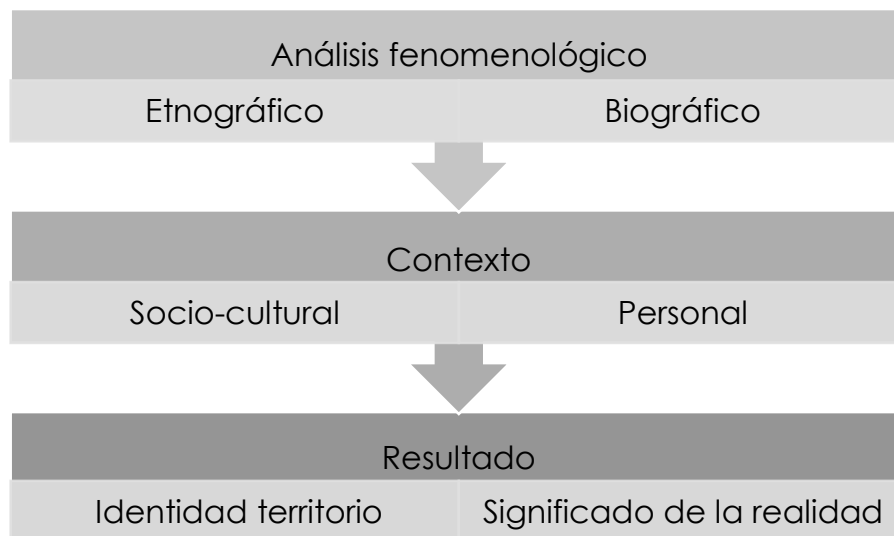 Análisis fenomenológico
Etnográfico Biográfico
Contexto
Socio-cultural Personal
Resultado
Identidad territorio Significado de la realidad